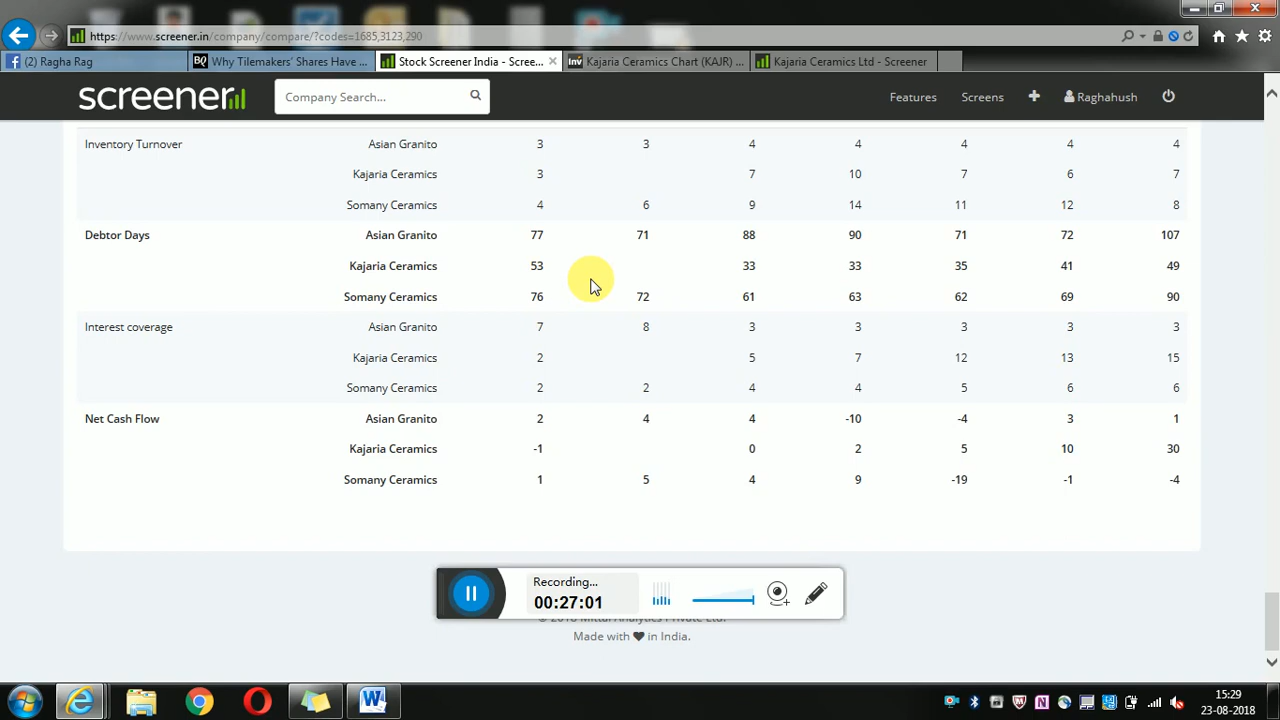 https://www.screener.in/company/compare/?codes=1685,3123,290
(2) Ragha Rag
BQ Why Tilemakers' Shares Have ...
Stock Screener India - Scree...
Inv Kajaria Ceramics Chart (KAJR) ...
Kajaria Ceramics Ltd - Screener
screener
Company Search...
Features
Screens
Raghahush
Inventory Turnover Asian Granito 3 3 4 4 4 4 4
Kajaria Ceramics 3 7 10 7 6 7
Somany Ceramics 4 6 9 14 11 12 8
Debtor Days Asian Granito 77 71 88 90 71 72 107
Kajaria Ceramics 53 33 33 35 41 49
Somany Ceramics 76 72 61 63 62 69 90
Interest coverage Asian Granito 7 8 3 3 3 3 3
Kajaria Ceramics 2 5 7 12 13 15
Somany Ceramics 2 2 4 4 5 6 6
Net Cash Flow Asian Granito 2 4 4 -10 -4 3 1
Kajaria Ceramics -1 0 2 5 10 30
Somany Ceramics 1 5 4 9 -19 -1 -4
Recording...
00:27:01
Made with ❤ in India.
15:29
23-08-2018